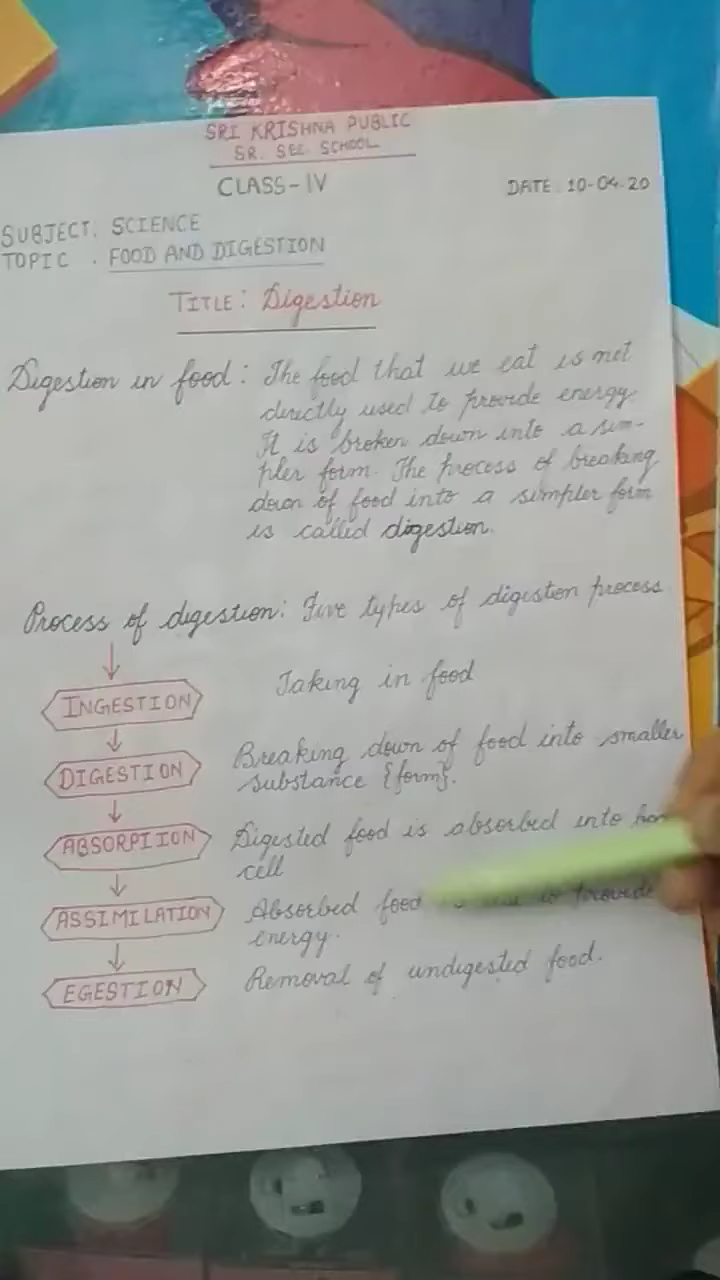 SRI KRISHNA PUBLIC
SR. SEC. SCHOOL
CLASS-IV
DATE. 10-04-20
SUBJECT: SCIENCE
TOPIC : FOOD AND DIGESTION
TITLE: Digestion
Digestion in food: The food that we eat is not
directly used to provide energy.
It is broken down into a sim-
pler form. The process of breaking
down of food into a simpler form
is called digestion.
Process of digestion: Five types of digestion process
INGESTION Taking in food
DIGESTION Breaking down of food into smaller
substance {form}.
ABSORPTION Digested food is absorbed into
cell
ASSIMILATION Absorbed food to provide
energy.
EGESTION Removal of undigested food.